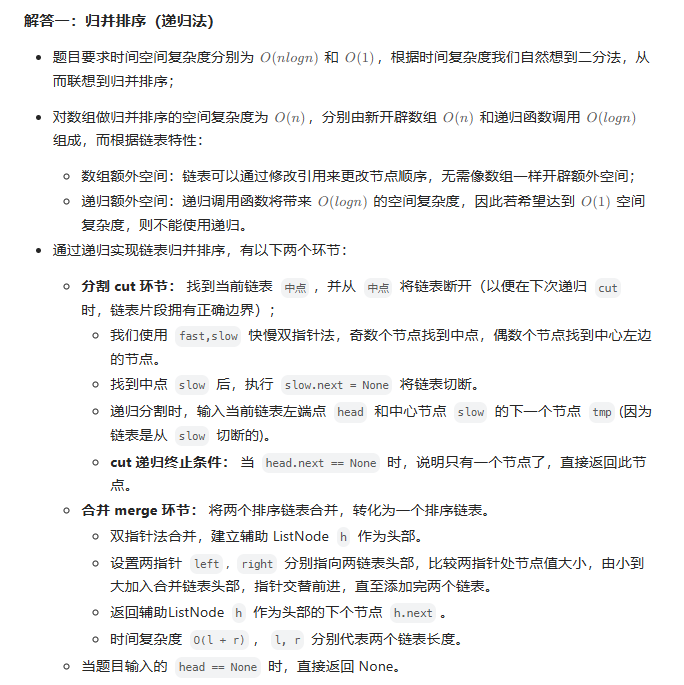 解答一：归并排序（递归法）
题目要求时间空间复杂度分别为 O(nlogn) 和 O(1)，根据时间复杂度我们自然想到二分法，从
而联想到归并排序；
对数组做归并排序的空间复杂度为 O(n)，分别由新开辟数组 O(n) 和递归函数调用 O(logn)
组成，而根据链表特性：
数组额外空间：链表可以通过修改引用来更改节点顺序，无需像数组一样开辟额外空间；
递归额外空间：递归调用函数将带来 O(logn) 的空间复杂度，因此若希望达到 O(1) 空间
复杂度，则不能使用递归。
通过递归实现链表归并排序，有以下两个环节：
分割 cut 环节： 找到当前链表 中点 ，并从 中点 将链表断开（以便在下次递归 cut
时，链表片段拥有正确边界）；
我们使用 fast,slow 快慢双指针法，奇数个节点找到中点，偶数个节点找到中心左边
的节点。
找到中点 slow 后，执行 slow.next = None 将链表切断。
递归分割时，输入当前链表左端点 head 和中心节点 slow 的下一个节点 tmp (因为
链表是从 slow 切断的)。
cut 递归终止条件： 当 head.next == None 时，说明只有一个节点了，直接返回此节
点。
合并 merge 环节： 将两个排序链表合并，转化为一个排序链表。
双指针法合并，建立辅助 ListNode h 作为头部。
设置两指针 left , right 分别指向两链表头部，比较两指针处节点值大小，由小到
大加入合并链表头部，指针交替前进，直至添加完两个链表。
返回辅助ListNode h 作为头部的下个节点 h.next 。
时间复杂度 O(l + r) ， l, r 分别代表两个链表长度。
当题目输入的 head == None 时，直接返回 None。